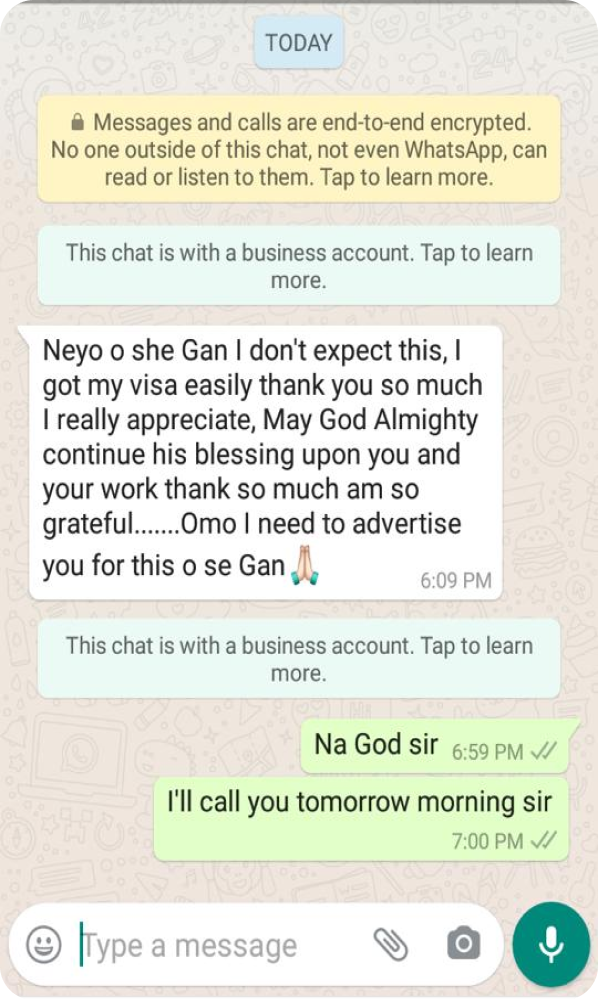 TODAY
Messages and calls are end-to-end encrypted.
No one outside of this chat, not even WhatsApp, can
read or listen to them. Tap to learn more.
This chat is with a business account. Tap to learn
more.
Neyo o she Gan I don't expect this, I
got my visa easily thank you so much
I really appreciate, May God Almighty
continue his blessing upon you and
your work thank so much am so
grateful.......Omo I need to advertise
you for this o se Gan🙏🏻
6:09 PM
This chat is with a business account. Tap to learn
more.
Na God sir 6:59 PM
I'll call you tomorrow morning sir
7:00 PM
Type a message